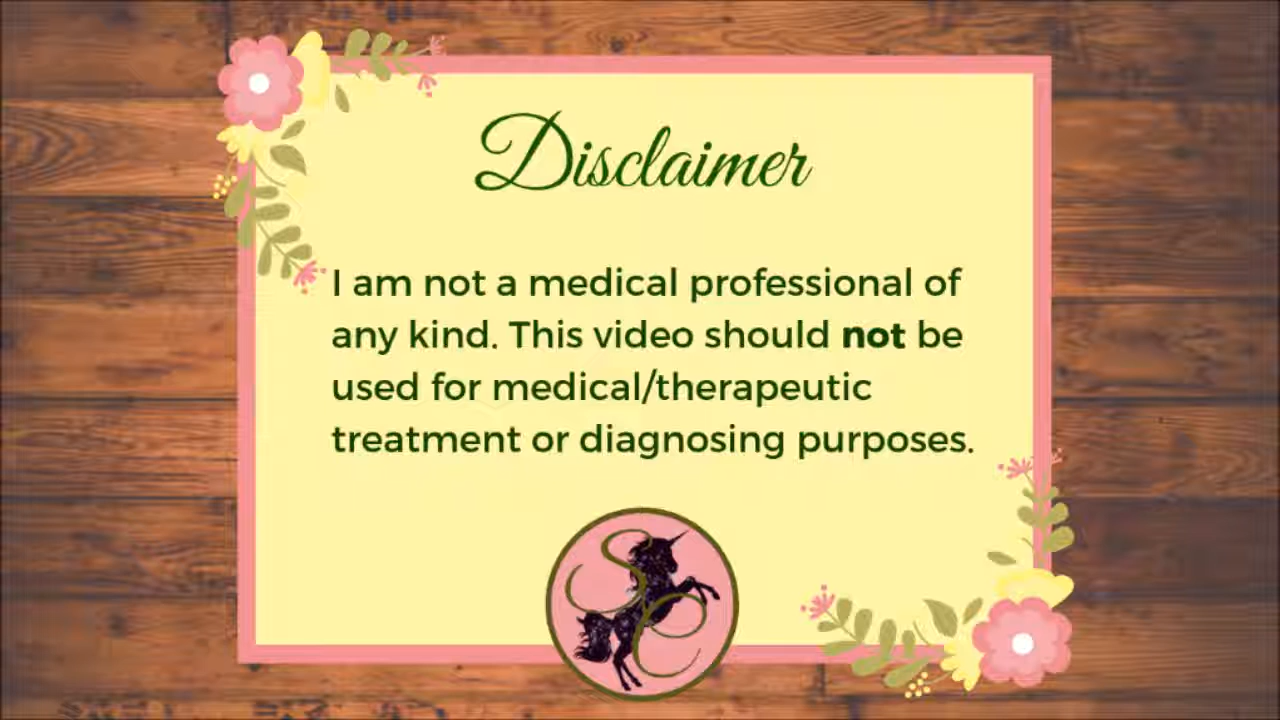 Disclaimer
I am not a medical professional of
any kind. This video should not be
used for medical/therapeutic
treatment or diagnosing purposes.
SC